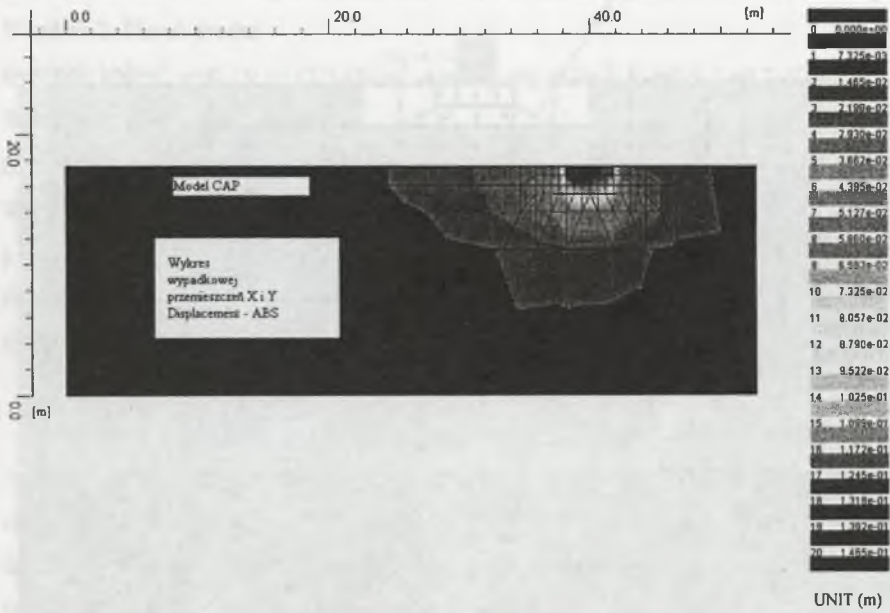 0.0 20.0 40.0 [m]
20.0
0.0
[m]
Model CAP
Wykres
wypadkowej
przemieszczeń X i Y
Displacement - ABS
0 0.000e+00
1 7.325e-03
2 1.465e-02
3 2.198e-02
4 2.930e-02
5 3.662e-02
6 4.395e-02
7 5.127e-02
8 5.860e-02
9 6.592e-02
10 7.325e-02
11 8.057e-02
12 8.790e-02
13 9.522e-02
14 1.025e-01
15 1.099e-01
16 1.172e-01
17 1.245e-01
18 1.318e-01
19 1.392e-01
20 1.465e-01
UNIT (m)